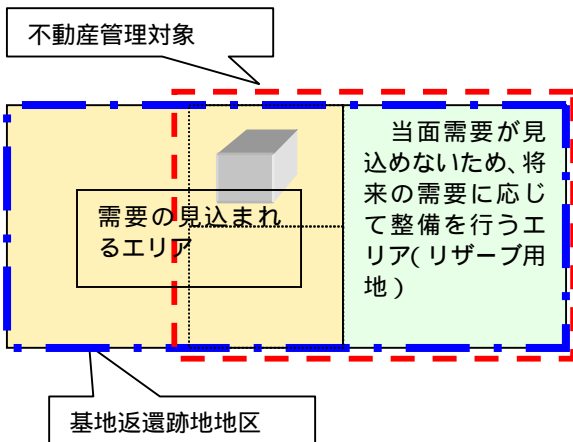 不動産管理対象
当面需要が見
込めないため、将
来の需要に応じ
て整備を行うエ
リア(リザーブ用
地)
需要の見込まれ
るエリア
基地返還跡地地区